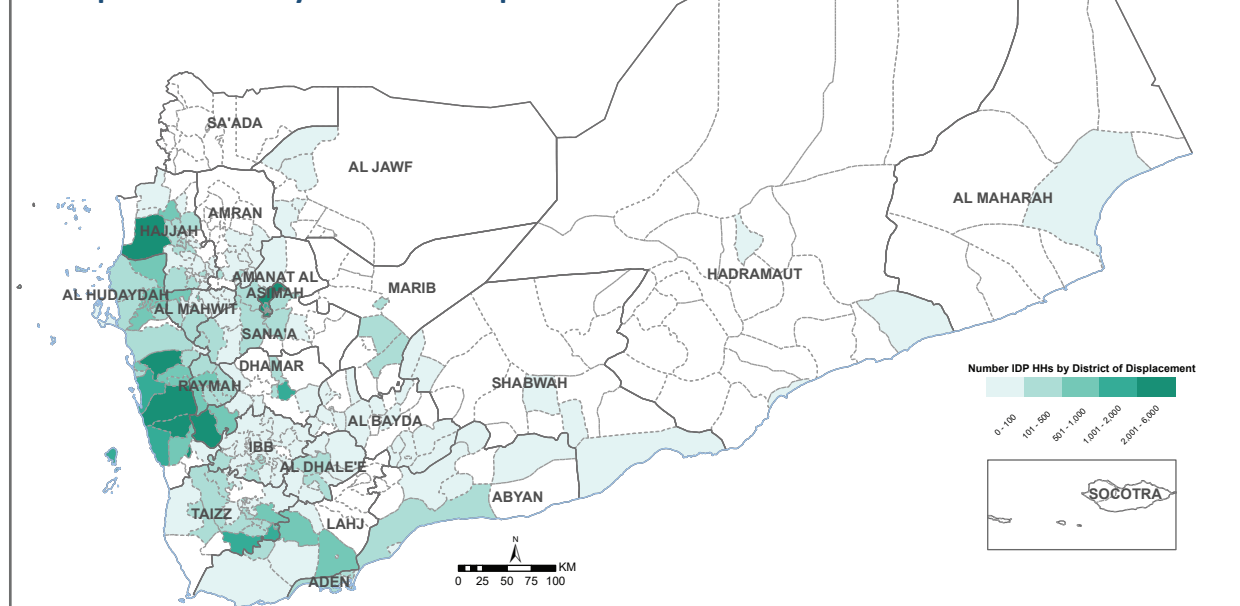 SA'ADA
AL JAWF
AL MAHARAH
AMRAN
HAJJAH
HADRAMAUT
AMANAT AL
ASIMAH
MARIB
AL HUDAYDAH
AL MAHWIT
SANA'A
DHAMAR
RAYMAH
SHABWAH
Number IDP HHs by District of Displacement
0 - 100
101 - 500
501 - 1,000
1,001 - 2,000
2,001 - 6,000
AL BAYDA
IBB
AL DHALE'E
ABYAN
SOCOTRA
TAIZZ
LAHJ
ADEN
N
KM
0 25 50 75 100